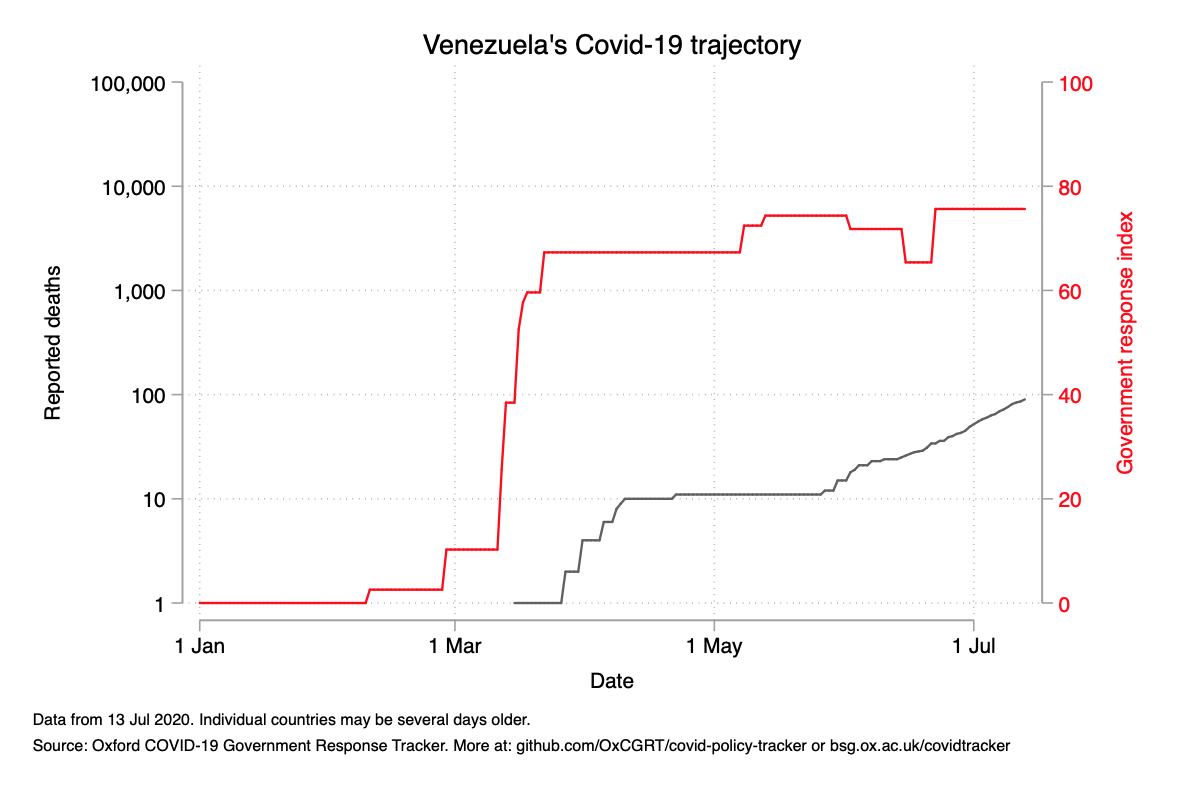 Venezuela's Covid-19 trajectory
100,000
10,000
1,000
100
10
1
Reported deaths
100
80
60
40
20
0
Government response index
1 Jan
1 Mar
1 May
1 Jul
Date
Data from 13 Jul 2020. Individual countries may be several days older.
Source: Oxford COVID-19 Government Response Tracker. More at: github.com/OxCGRT/covid-policy-tracker or bsg.ox.ac.uk/covidtracker